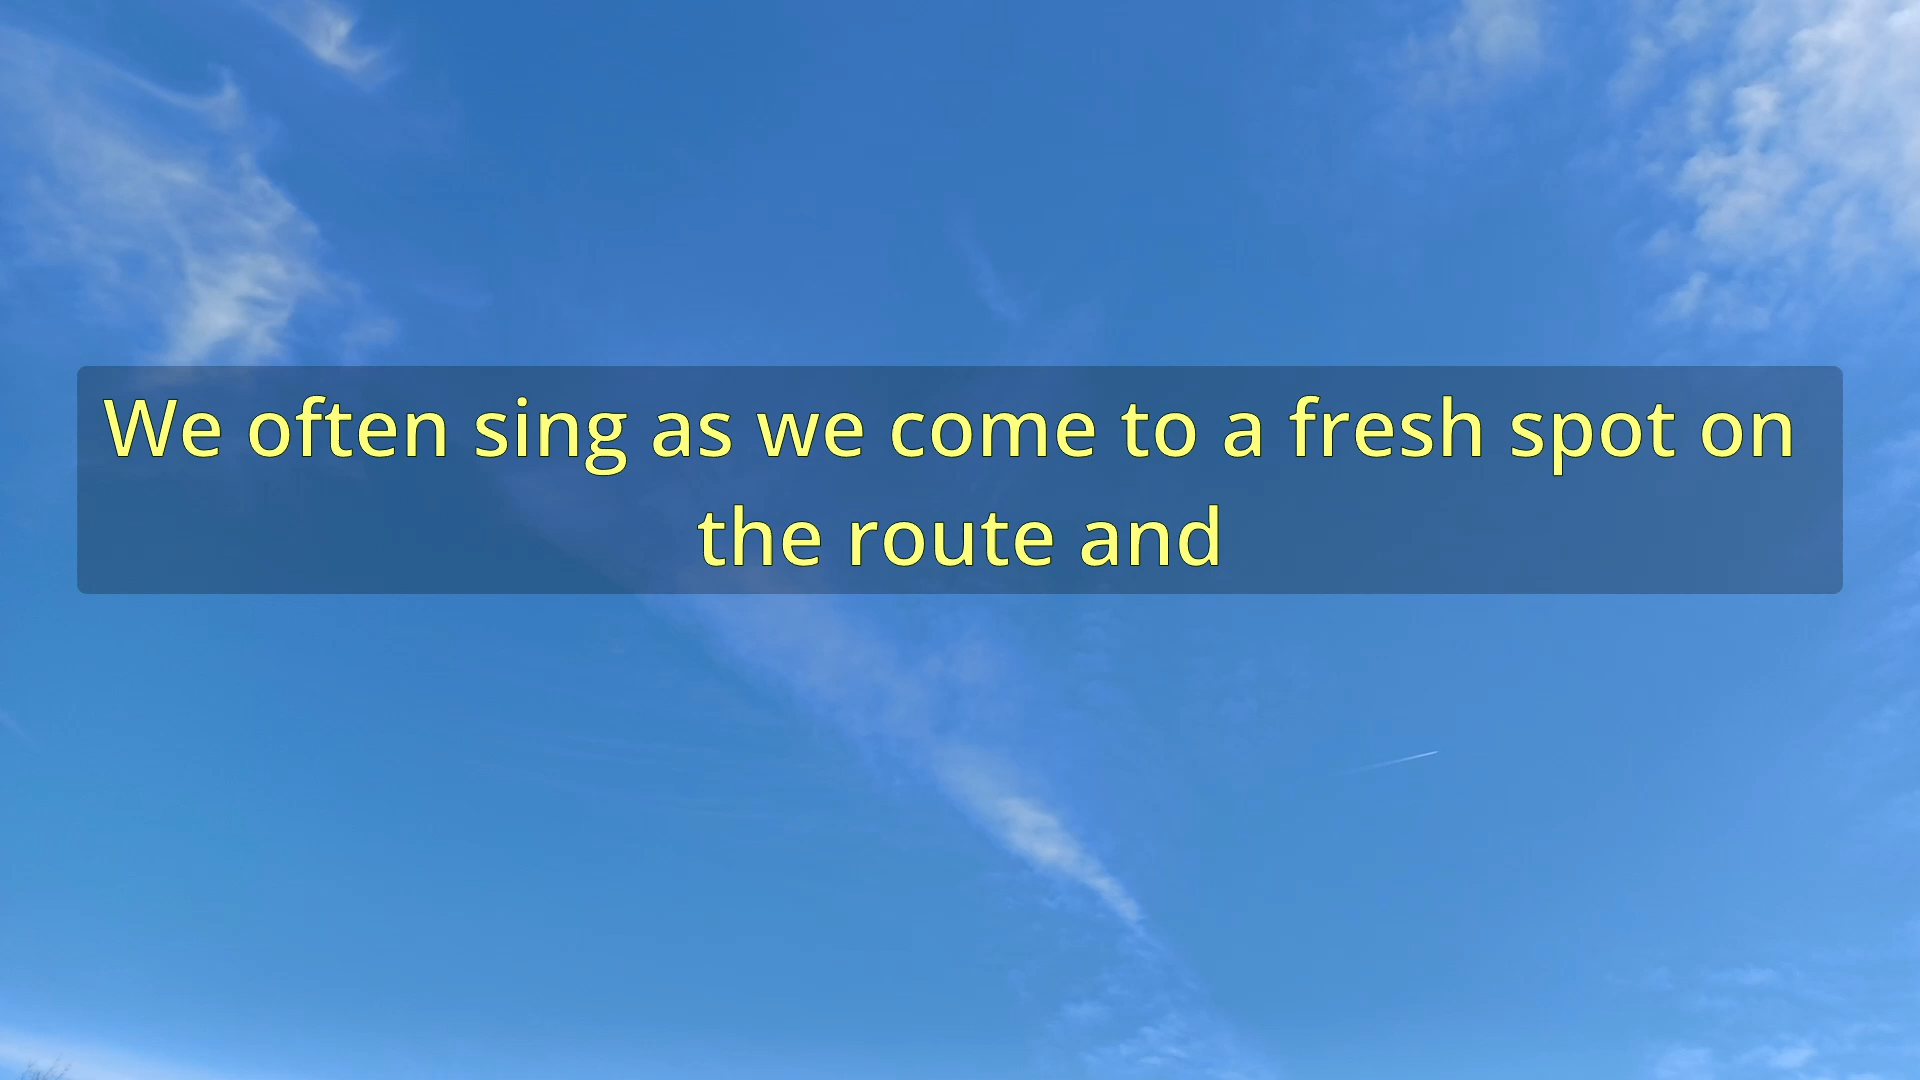 We often sing as we come to a fresh spot on
the route and